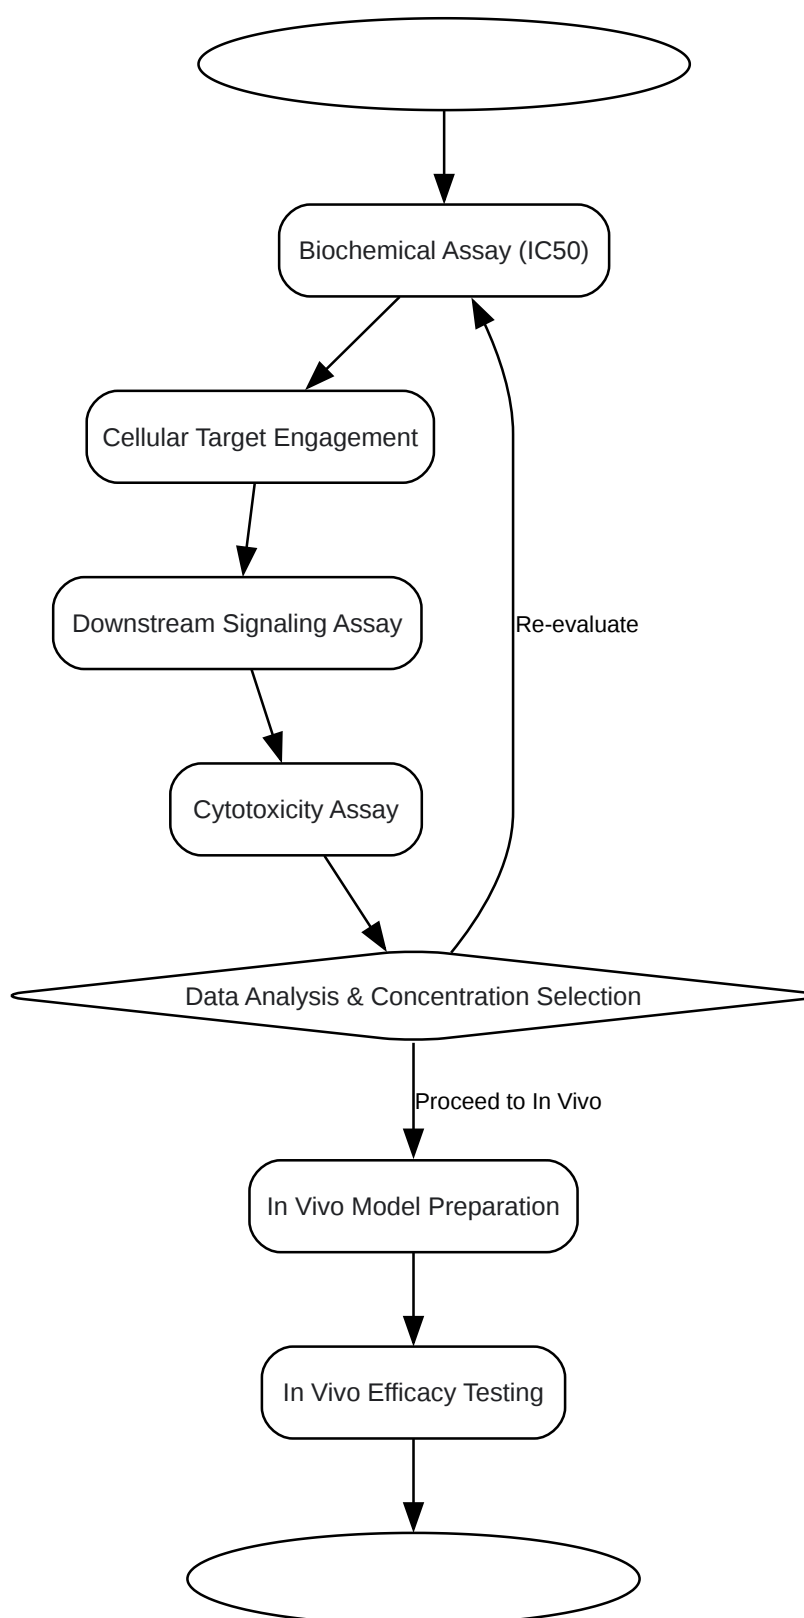 Biochemical Assay (IC50)
Cellular Target Engagement
Downstream Signaling Assay
Re-evaluate
Cytotoxicity Assay
Data Analysis & Concentration Selection
Proceed to In Vivo
In Vivo Model Preparation
In Vivo Efficacy Testing